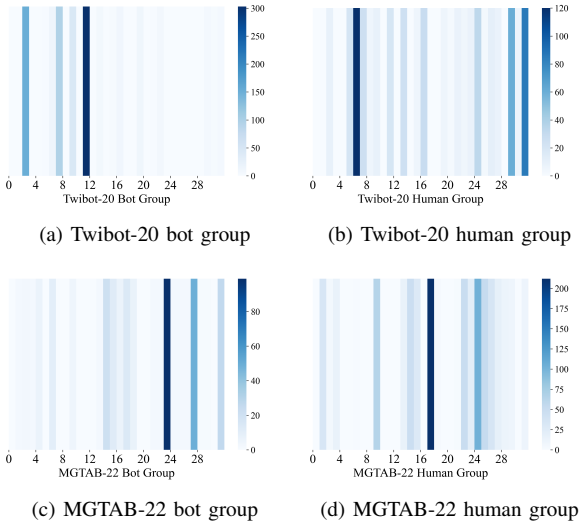 300
250
200
150
100
50
0
0 4 8 12 16 20 24 28
Twibot-20 Bot Group
(a) Twibot-20 bot group
120
100
80
60
40
20
0
0 4 8 12 16 20 24 28
Twibot-20 Human Group
(b) Twibot-20 human group
80
60
40
20
0
0 4 8 12 16 20 24 28
MGTAB-22 Bot Group
(c) MGTAB-22 bot group
200
175
150
125
100
75
50
25
0
0 4 8 12 16 20 24 28
MGTAB-22 Human Group
(d) MGTAB-22 human group